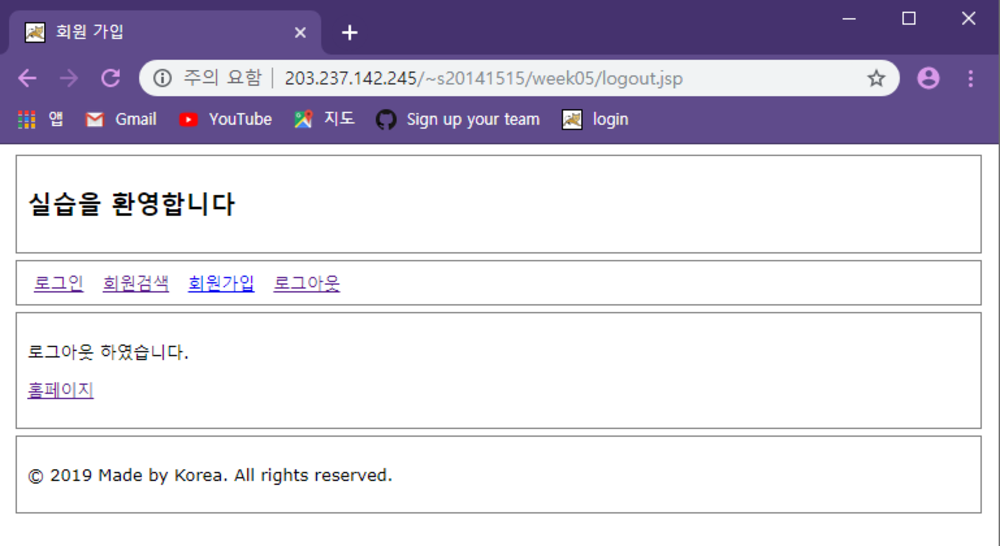 회원 가입
주의 요함 | 203.237.142.245/~s20141515/week05/logout.jsp
앱 Gmail YouTube 지도 Sign up your team login
실습을 환영합니다
로그인 회원검색 회원가입 로그아웃
로그아웃 하였습니다.
홈페이지
© 2019 Made by Korea. All rights reserved.